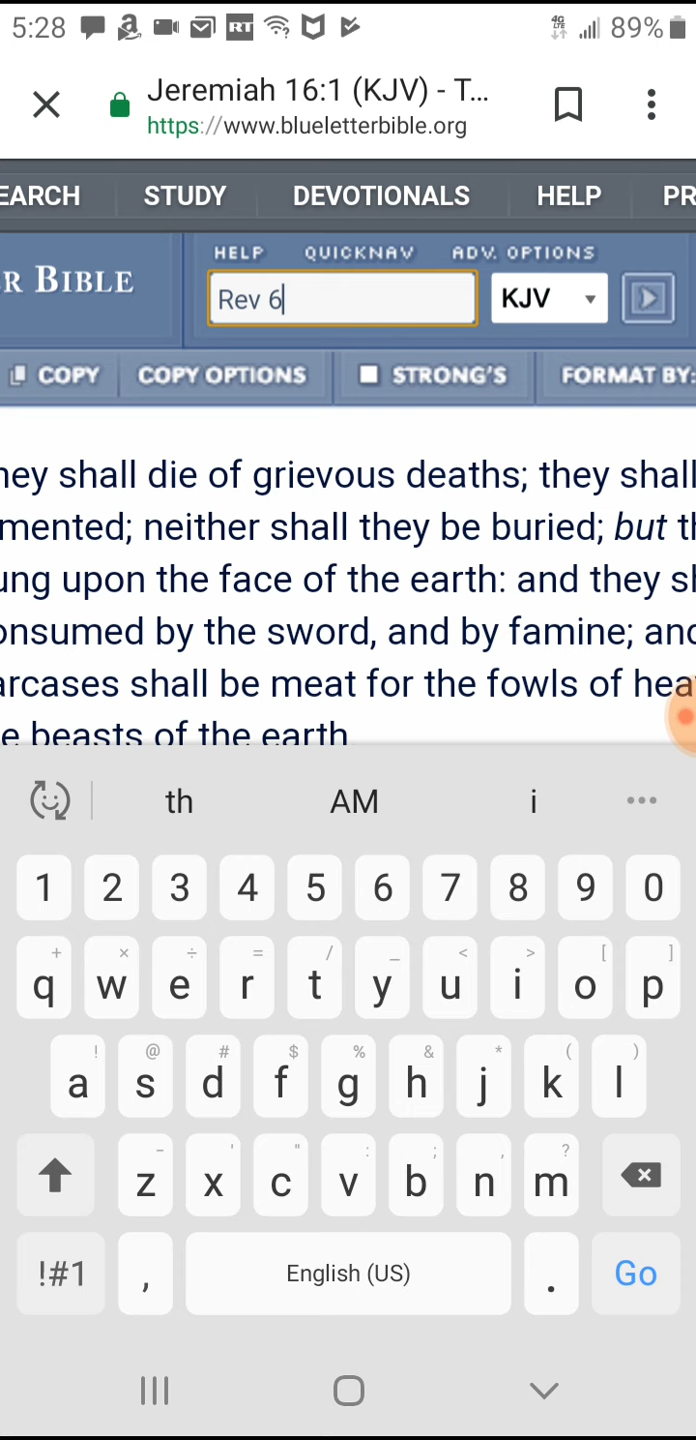 5:28 RT 4G LTE 89%
Jeremiah 16:1 (KJV) - T...
https://www.blueletterbible.org
EARCH STUDY DEVOTIONALS HELP PR
HELP QUICKNAV ADV. OPTIONS
R BIBLE
Rev 6 KJV
COPY COPY OPTIONS STRONG'S FORMAT BY:
hey shall die of grievous deaths; they shall
mented; neither shall they be buried; but th
ung upon the face of the earth: and they sh
onsumed by the sword, and by famine; and
arcases shall be meat for the fowls of hea
e beasts of the earth.
th AM i
1 2 3 4 5 6 7 8 9 0
+ × ÷ = / _ < > [ ]
q w e r t y u i o p
! @ # $ % & * ( )
a s d f g h j k l
- ' " : ; , ?
z x c v b n m
!#1 , English (US) . Go